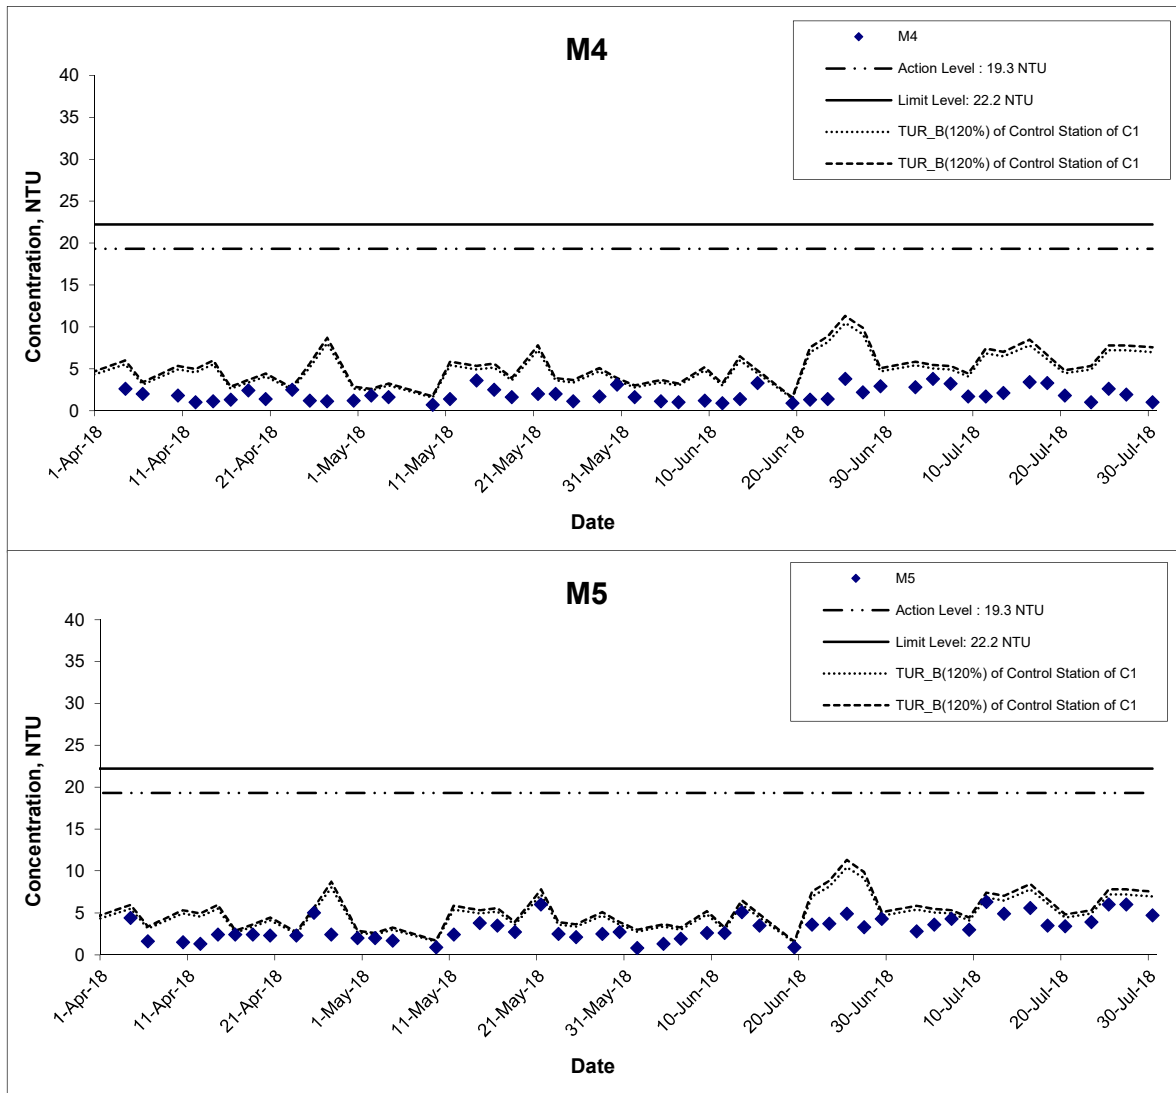 M4
M4
Action Level : 19.3 NTU
Limit Level: 22.2 NTU
TUR_B(120%) of Control Station of C1
TUR_B(120%) of Control Station of C1
Concentration, NTU
40
35
30
25
20
15
10
5
0
1-Apr-18
11-Apr-18
21-Apr-18
1-May-18
11-May-18
21-May-18
31-May-18
10-Jun-18
20-Jun-18
30-Jun-18
10-Jul-18
20-Jul-18
30-Jul-18
Date
M5
M5
Action Level : 19.3 NTU
Limit Level: 22.2 NTU
TUR_B(120%) of Control Station of C1
TUR_B(120%) of Control Station of C1
Concentration, NTU
40
35
30
25
20
15
10
5
0
1-Apr-18
11-Apr-18
21-Apr-18
1-May-18
11-May-18
21-May-18
31-May-18
10-Jun-18
20-Jun-18
30-Jun-18
10-Jul-18
20-Jul-18
30-Jul-18
Date